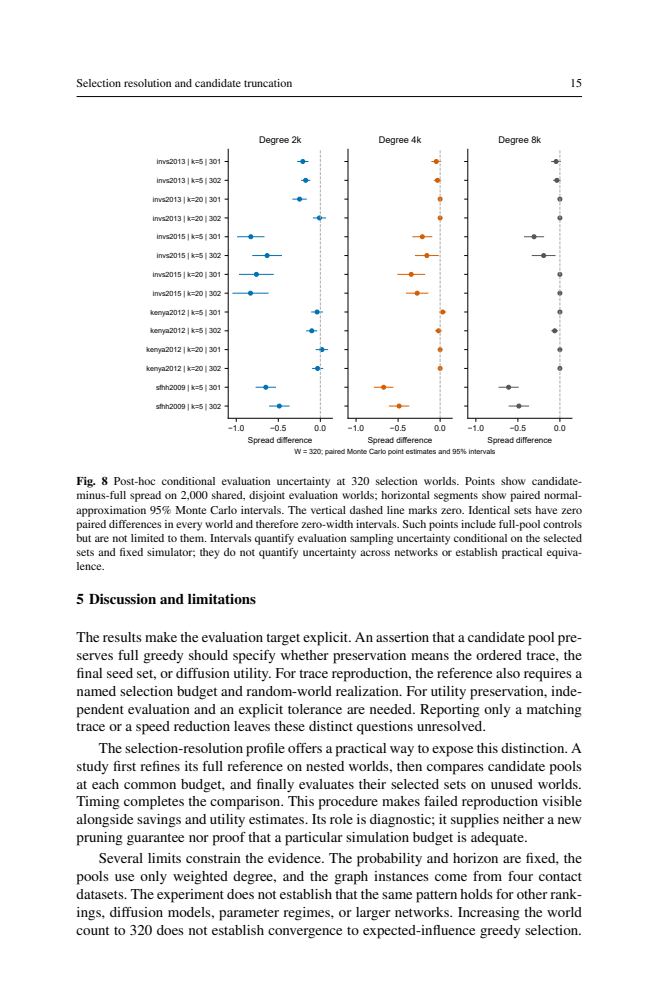 Selection resolution and candidate truncation 15
Degree 2k Degree 4k Degree 8k
invs2013 | k=5 | 301
invs2013 | k=5 | 302
invs2013 | k=20 | 301
invs2013 | k=20 | 302
invs2015 | k=5 | 301
invs2015 | k=5 | 302
invs2015 | k=20 | 301
invs2015 | k=20 | 302
kenya2012 | k=5 | 301
kenya2012 | k=5 | 302
kenya2012 | k=20 | 301
kenya2012 | k=20 | 302
sfhh2009 | k=5 | 301
sfhh2009 | k=5 | 302
−1.0 −0.5 0.0 −1.0 −0.5 0.0 −1.0 −0.5 0.0
Spread difference Spread difference Spread difference
W = 320; paired Monte Carlo point estimates and 95% intervals
Fig. 8 Post-hoc conditional evaluation uncertainty at 320 selection worlds. Points show candidate-
minus-full spread on 2,000 shared, disjoint evaluation worlds; horizontal segments show paired normal-
approximation 95% Monte Carlo intervals. The vertical dashed line marks zero. Identical sets have zero
paired differences in every world and therefore zero-width intervals. Such points include full-pool controls
but are not limited to them. Intervals quantify evaluation sampling uncertainty conditional on the selected
sets and fixed simulator; they do not quantify uncertainty across networks or establish practical equiva-
lence.
5 Discussion and limitations
The results make the evaluation target explicit. An assertion that a candidate pool pre-
serves full greedy should specify whether preservation means the ordered trace, the
final seed set, or diffusion utility. For trace reproduction, the reference also requires a
named selection budget and random-world realization. For utility preservation, inde-
pendent evaluation and an explicit tolerance are needed. Reporting only a matching
trace or a speed reduction leaves these distinct questions unresolved.
The selection-resolution profile offers a practical way to expose this distinction. A
study first refines its full reference on nested worlds, then compares candidate pools
at each common budget, and finally evaluates their selected sets on unused worlds.
Timing completes the comparison. This procedure makes failed reproduction visible
alongside savings and utility estimates. Its role is diagnostic; it supplies neither a new
pruning guarantee nor proof that a particular simulation budget is adequate.
Several limits constrain the evidence. The probability and horizon are fixed, the
pools use only weighted degree, and the graph instances come from four contact
datasets. The experiment does not establish that the same pattern holds for other rank-
ings, diffusion models, parameter regimes, or larger networks. Increasing the world
count to 320 does not establish convergence to expected-influence greedy selection.